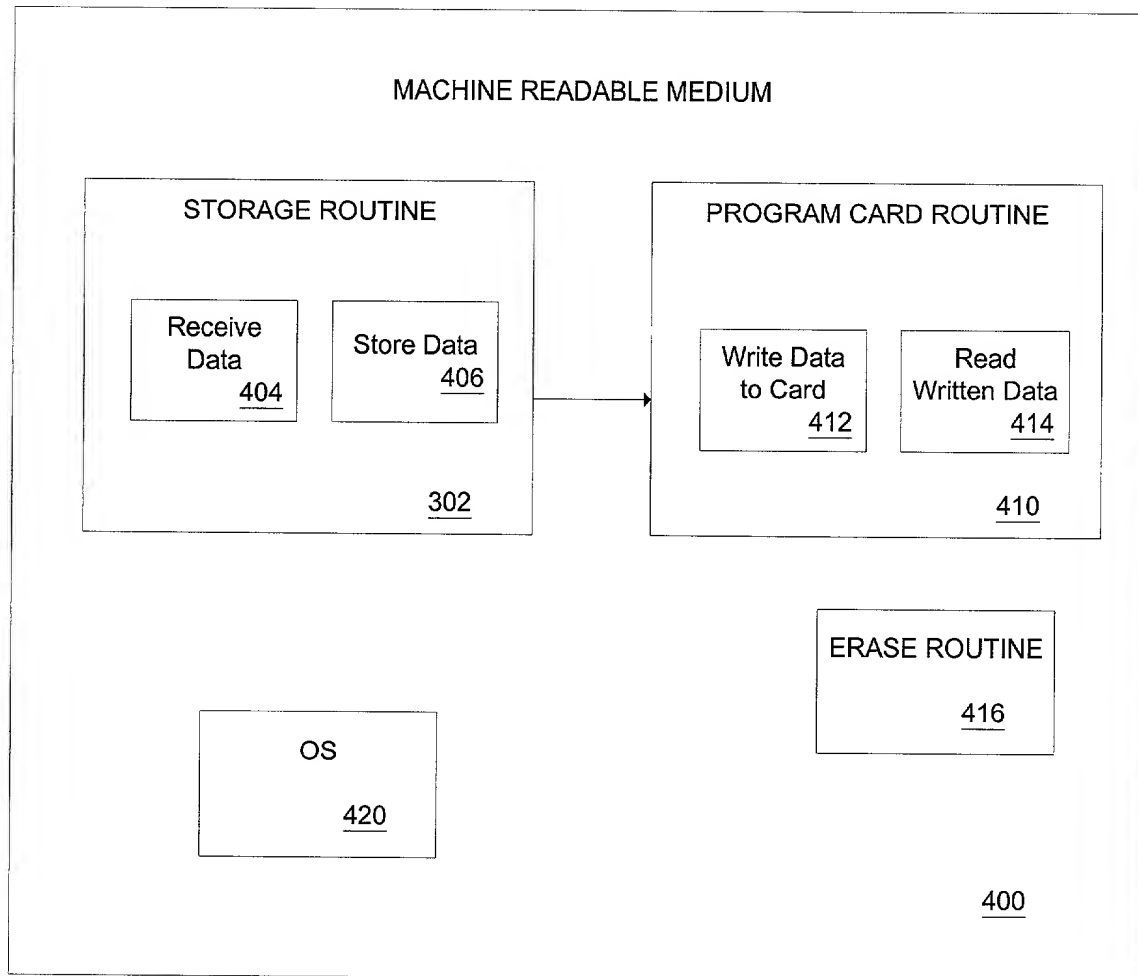 MACHINE READABLE MEDIUM
STORAGE ROUTINE
Receive
Data
404
Store Data
406
302
PROGRAM CARD ROUTINE
Write Data
to Card
412
Read
Written Data
414
410
ERASE ROUTINE
416
OS
420
400